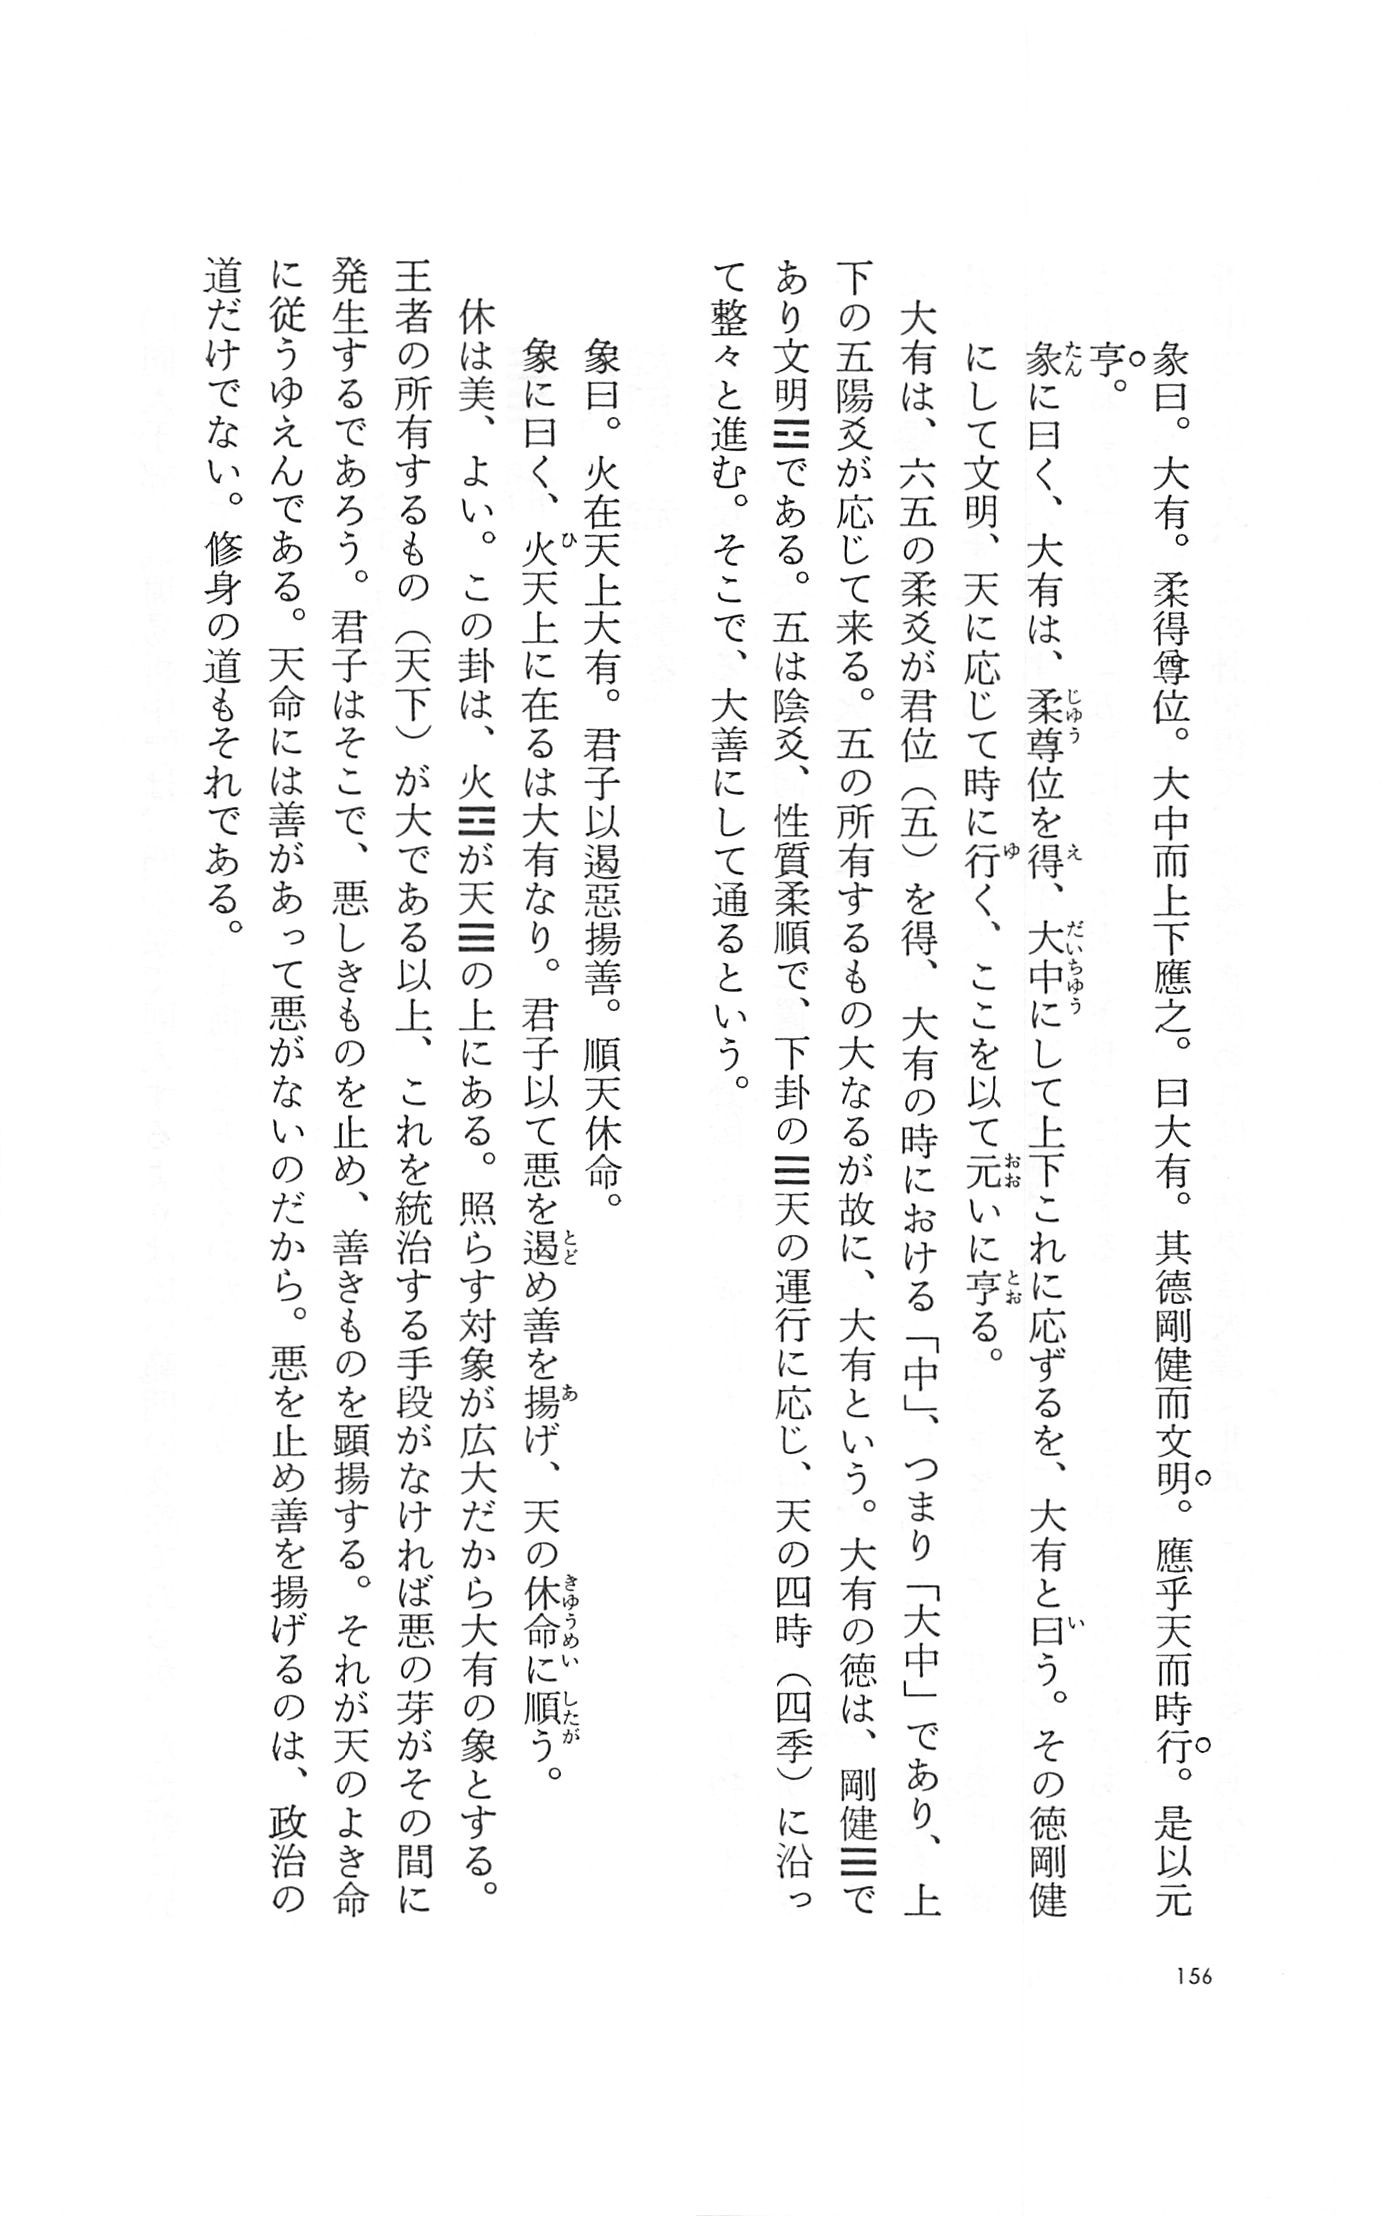 彖曰。大有。柔得尊位。大中而上下應之。曰大有。其德剛健而文明。應乎天而時行。是以元
亨。
彖に曰く、大有は、柔尊位を得、大中にして上下これに応ずるを、大有と曰う。その徳剛健
にして文明、天に応じて時に行く、ここを以て元いに亨る。
大有は、六五の柔爻が君位（五）を得、大有の時における「中」、つまり「大中」であり、上
下の五陽爻が応じて来る。五の所有するもの大なるが故に、大有という。大有の徳は、剛健☰で
あり文明☲である。五は陰爻、性質柔順で、下卦の☰天の運行に応じ、天の四時（四季）に沿っ
て整々と進む。そこで、大善にして通るという。
象曰。火在天上大有。君子以遏惡揚善。順天休命。
象に曰く、火天上に在るは大有なり。君子以て悪を遏め善を揚げ、天の休命に順う。
休は美、よい。この卦は、火☲が天☰の上にある。照らす対象が広大だから大有の象とする。
王者の所有するもの（天下）が大である以上、これを統治する手段がなければ悪の芽がその間に
発生するであろう。君子はそこで、悪しきものを止め、善きものを顕揚する。それが天のよき命
に従うゆえんである。天命には善があって悪がないのだから。悪を止め善を揚げるのは、政治の
道だけでない。修身の道もそれである。
156